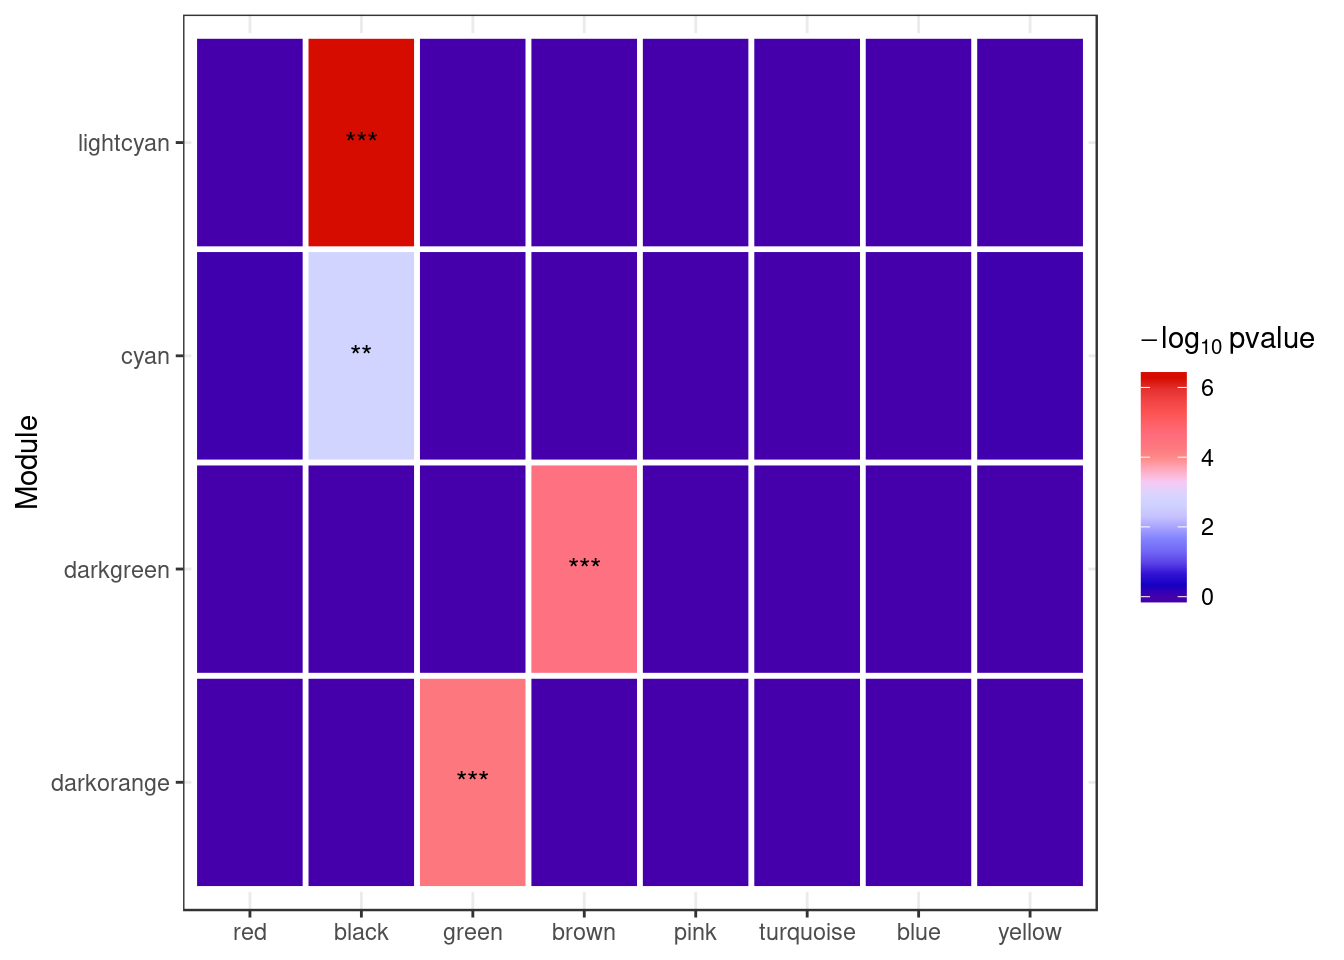 lightcyan
cyan
darkgreen
darkorange
Module
***
**
***
***
red black green brown pink turquoise blue yellow
−log₁₀ pvalue
6
4
2
0